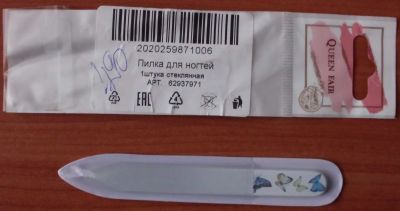 2020259871006
Пилка для ногтей
1штука стеклянная
АРТ. 62937971
EAC
QUEEN FAIR